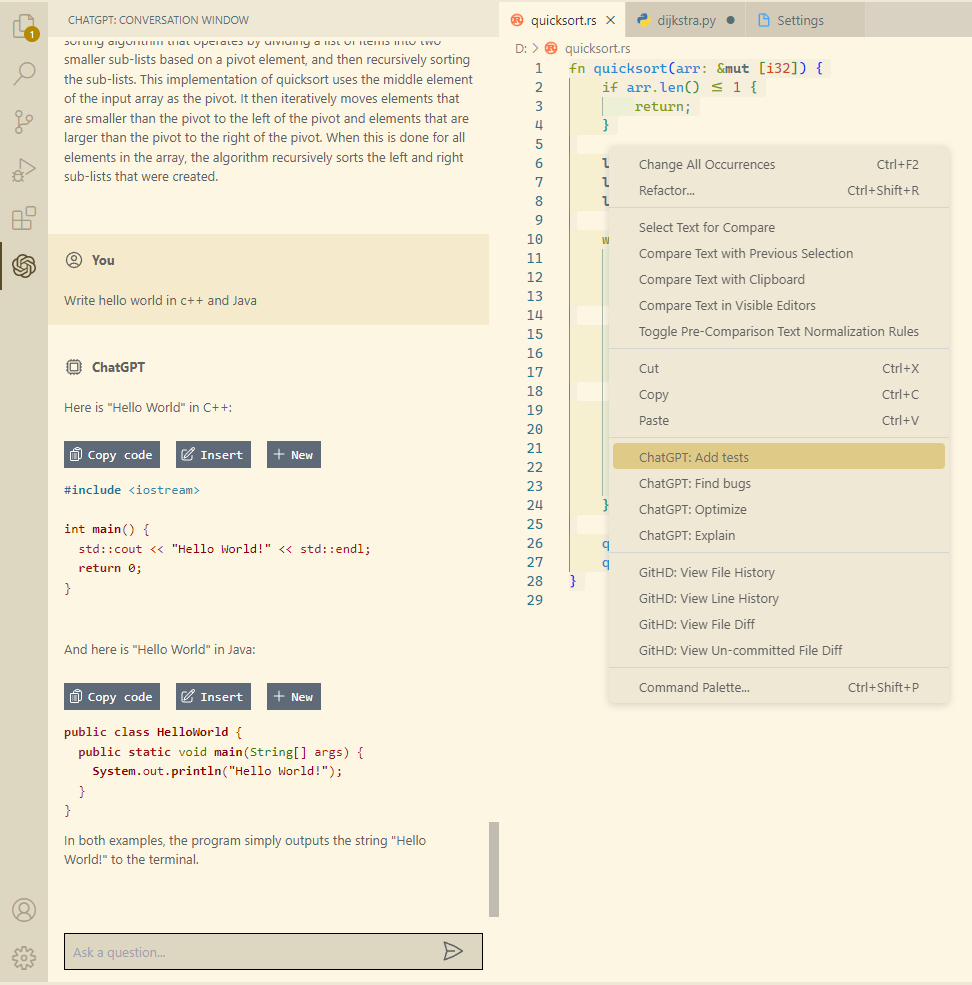 CHATGPT: CONVERSATION WINDOW
sorting algorithm that operates by dividing a list of items into two
smaller sub-lists based on a pivot element, and then recursively sorting
the sub-lists. This implementation of quicksort uses the middle element
of the input array as the pivot. It then iteratively moves elements that
are smaller than the pivot to the left of the pivot and elements that are
larger than the pivot to the right of the pivot. When this is done for all
elements in the array, the algorithm recursively sorts the left and right
sub-lists that were created.
You
Write hello world in c++ and Java
ChatGPT
Here is "Hello World" in C++:
Copy code Insert + New
#include <iostream>
int main() {
std::cout << "Hello World!" << std::endl;
return 0;
}
And here is "Hello World" in Java:
Copy code Insert + New
public class HelloWorld {
public static void main(String[] args) {
System.out.println("Hello World!");
}
}
In both examples, the program simply outputs the string "Hello
World!" to the terminal.
Ask a question...
1
quicksort.rs × dijkstra.py ● Settings
D: > quicksort.rs
1 fn quicksort(arr: &mut [i32]) {
2 if arr.len() ≤ 1 {
3 return;
4 }
5
6 l
7 l
8 l
9
10 w
11
12
13
14
15
16
17
18
19
20
21
22
23
24 }
25
26 q
27 q
28 }
29
Change All Occurrences Ctrl+F2
Refactor... Ctrl+Shift+R
Select Text for Compare
Compare Text with Previous Selection
Compare Text with Clipboard
Compare Text in Visible Editors
Toggle Pre-Comparison Text Normalization Rules
Cut Ctrl+X
Copy Ctrl+C
Paste Ctrl+V
ChatGPT: Add tests
ChatGPT: Find bugs
ChatGPT: Optimize
ChatGPT: Explain
GitHD: View File History
GitHD: View Line History
GitHD: View File Diff
GitHD: View Un-committed File Diff
Command Palette... Ctrl+Shift+P